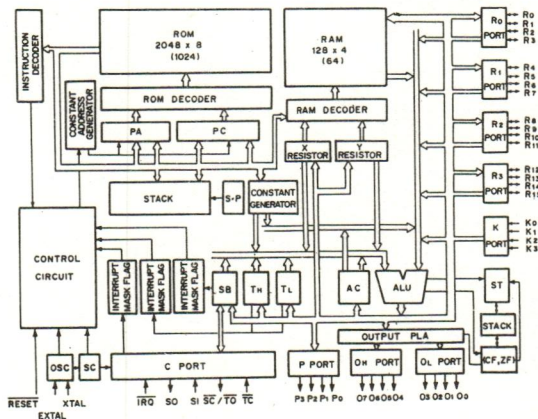 ROM
2048 x 8
(1024)
RAM
128 x 4
(64)
INSTRUCTION
DECODER
CONSTANT
ADDRESS
GENERATOR
ROM DECODER
RAM DECODER
PA
PC
X
RESISTOR
Y
RESISTOR
STACK
S-P
CONSTANT
GENERATOR
CONTROL
CIRCUIT
INTERRUPT
MASK FLAG
INTERRUPT
MASK FLAG
INTERRUPT
MASK FLAG
SB
TH
TL
AC
ALU
ST
STACK
(CF,ZF)
OUTPUT PLA
OSC
SC
C PORT
P PORT
OH PORT
OL PORT
RESET
XTAL
EXTAL
IRQ
SO
SI
SC/TO
TC
P3 P2 P1 P0
O7 O6 O5 O4
O3 O2 O1 O0
R0
PORT
R0
R1
R2
R3
R1
PORT
R4
R5
R6
R7
R2
PORT
R8
R9
R10
R11
R3
PORT
R12
R13
R14
R15
K
PORT
K0
K1
K2
K3